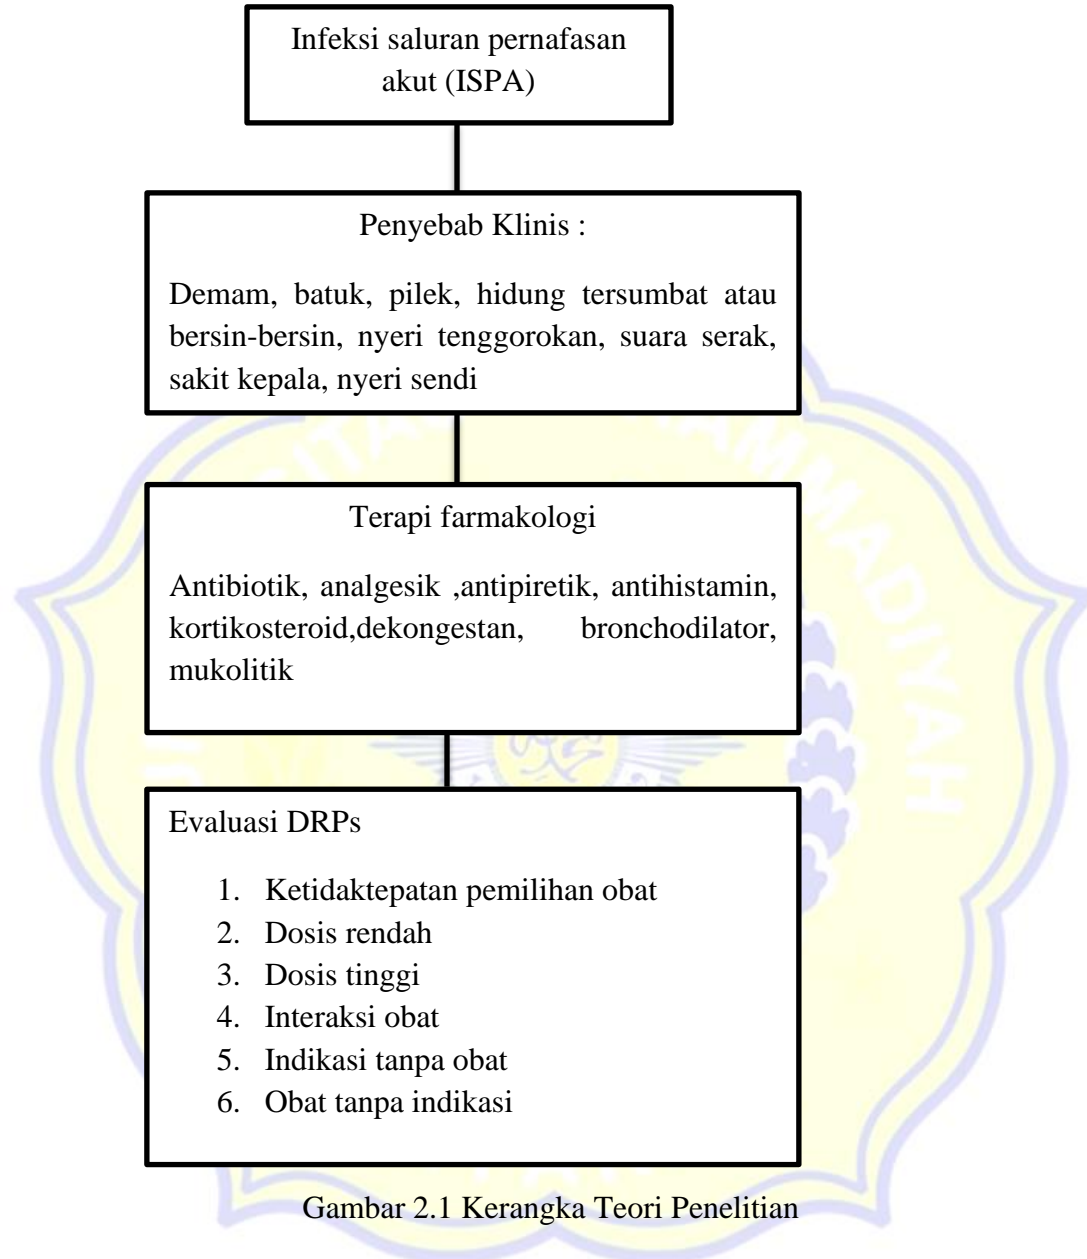 Infeksi saluran pernafasan
akut (ISPA)
Penyebab Klinis :
Demam, batuk, pilek, hidung tersumbat atau
bersin-bersin, nyeri tenggorokan, suara serak,
sakit kepala, nyeri sendi
Terapi farmakologi
Antibiotik, analgesik ,antipiretik, antihistamin,
kortikosteroid,dekongestan, bronchodilator,
mukolitik
Evaluasi DRPs
1. Ketidaktepatan pemilihan obat
2. Dosis rendah
3. Dosis tinggi
4. Interaksi obat
5. Indikasi tanpa obat
6. Obat tanpa indikasi
Gambar 2.1 Kerangka Teori Penelitian